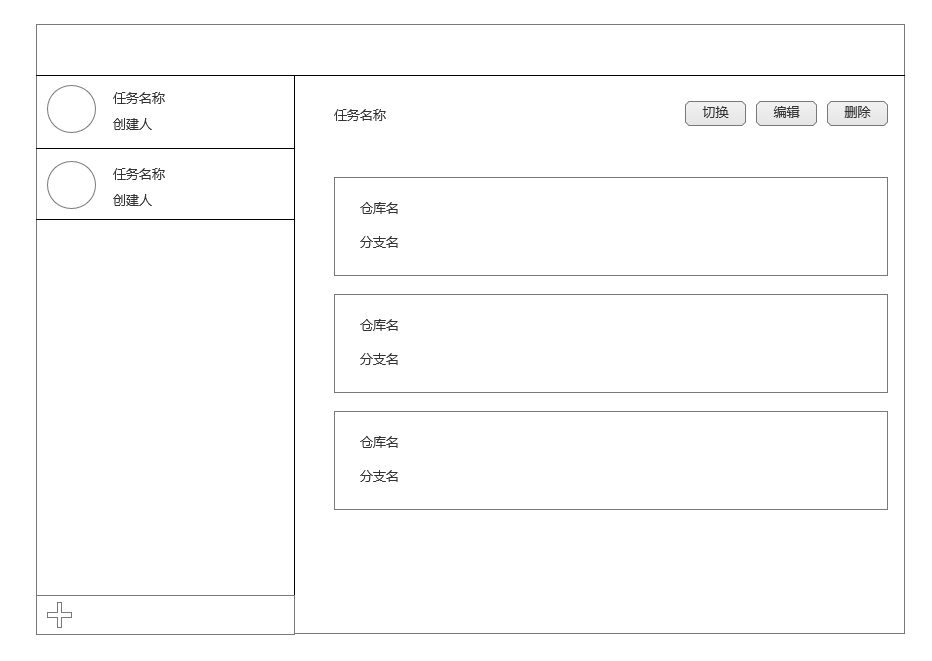 任务名称
创建人
任务名称
创建人
任务名称
切换 编辑 删除
仓库名
分支名
仓库名
分支名
仓库名
分支名